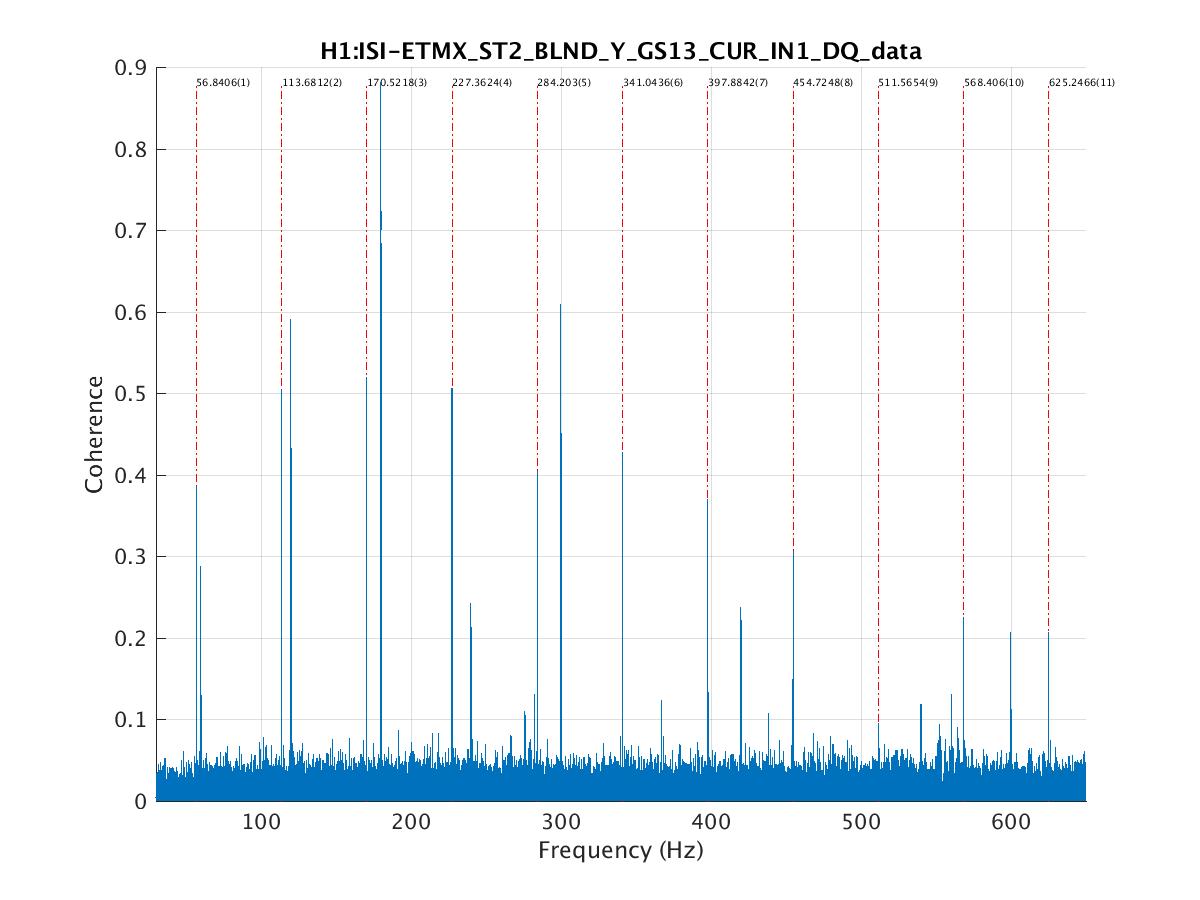 H1:ISI-ETMX_ST2_BLND_Y_GS13_CUR_IN1_DQ_data
56.8406(1) 113.6812(2) 170.5218(3) 227.3624(4) 284.203(5) 341.0436(6) 397.8842(7) 454.7248(8) 511.5654(9) 568.406(10) 625.2466(11)
0.9
0.8
0.7
0.6
0.5
0.4
0.3
0.2
0.1
0
Coherence
100 200 300 400 500 600
Frequency (Hz)